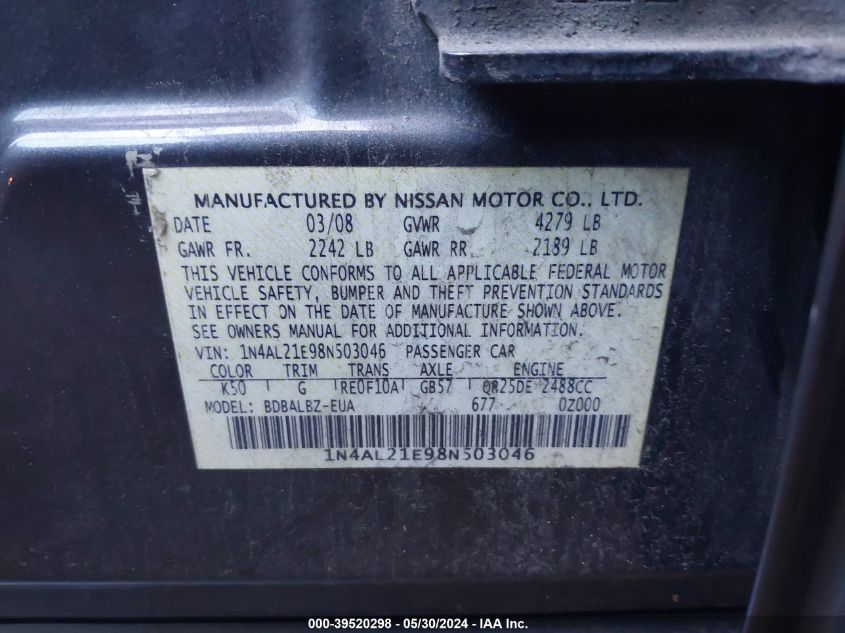 MANUFACTURED BY NISSAN MOTOR CO., LTD.
DATE 03/08 GVWR 4279 LB
GAWR FR. 2242 LB GAWR RR. 2189 LB
THIS VEHICLE CONFORMS TO ALL APPLICABLE FEDERAL MOTOR
VEHICLE SAFETY, BUMPER AND THEFT PREVENTION STANDARDS
IN EFFECT ON THE DATE OF MANUFACTURE SHOWN ABOVE.
SEE OWNERS MANUAL FOR ADDITIONAL INFORMATION.
VIN: 1N4AL21E98N503046 PASSENGER CAR
COLOR TRIM TRANS AXLE ENGINE
K50 G RE0F10A GB57 QR25DE 2488CC
MODEL: BDBALBZ-EUA 677 0Z000
1N4AL21E98N503046
000-39520298 - 05/30/2024 - IAA Inc.